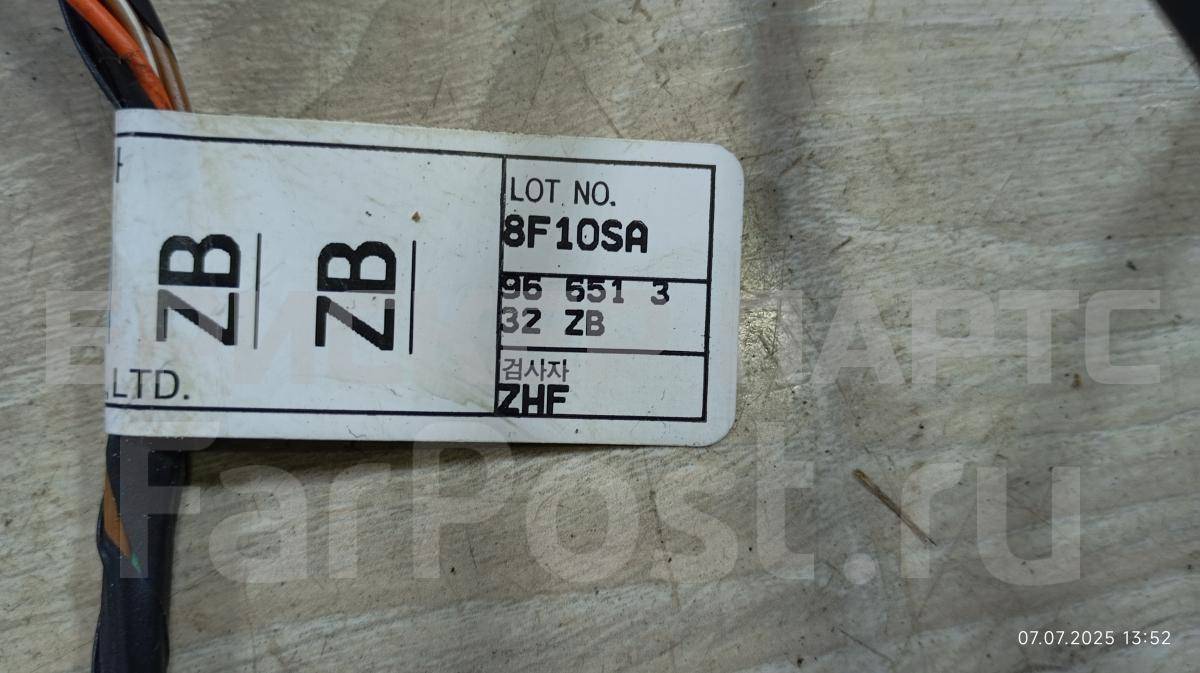 LOT NO.
8F10SA
ZB
ZB
96 651 3
32 ZB
검사자
ZHF
.,LTD.
ПАРТС
FarPost.ru
07.07.2025 13:52